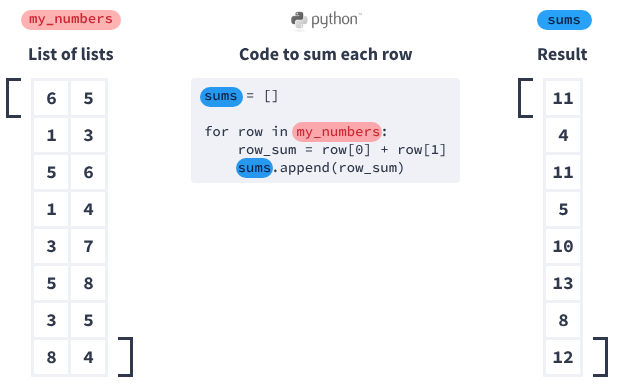 my_numbers
python™
sums
List of lists
Code to sum each row
Result
6 5
1 3
5 6
1 4
3 7
5 8
3 5
8 4
sums = []
for row in my_numbers:
    row_sum = row[0] + row[1]
    sums.append(row_sum)
11
4
11
5
10
13
8
12